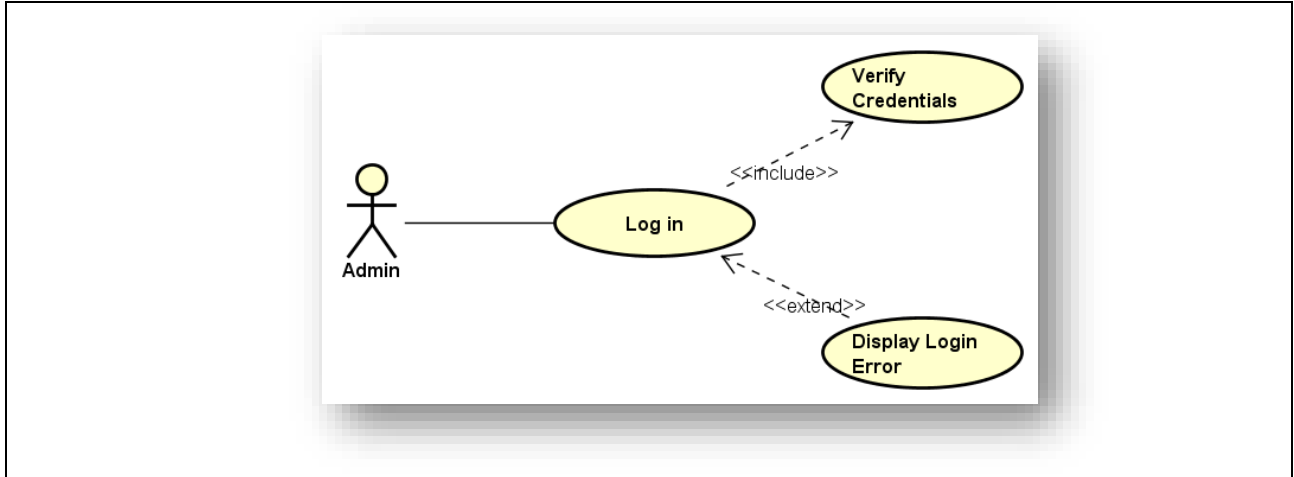 Verify
Credentials
<<include>>
Log in
Admin
<<extend>>
Display Login
Error